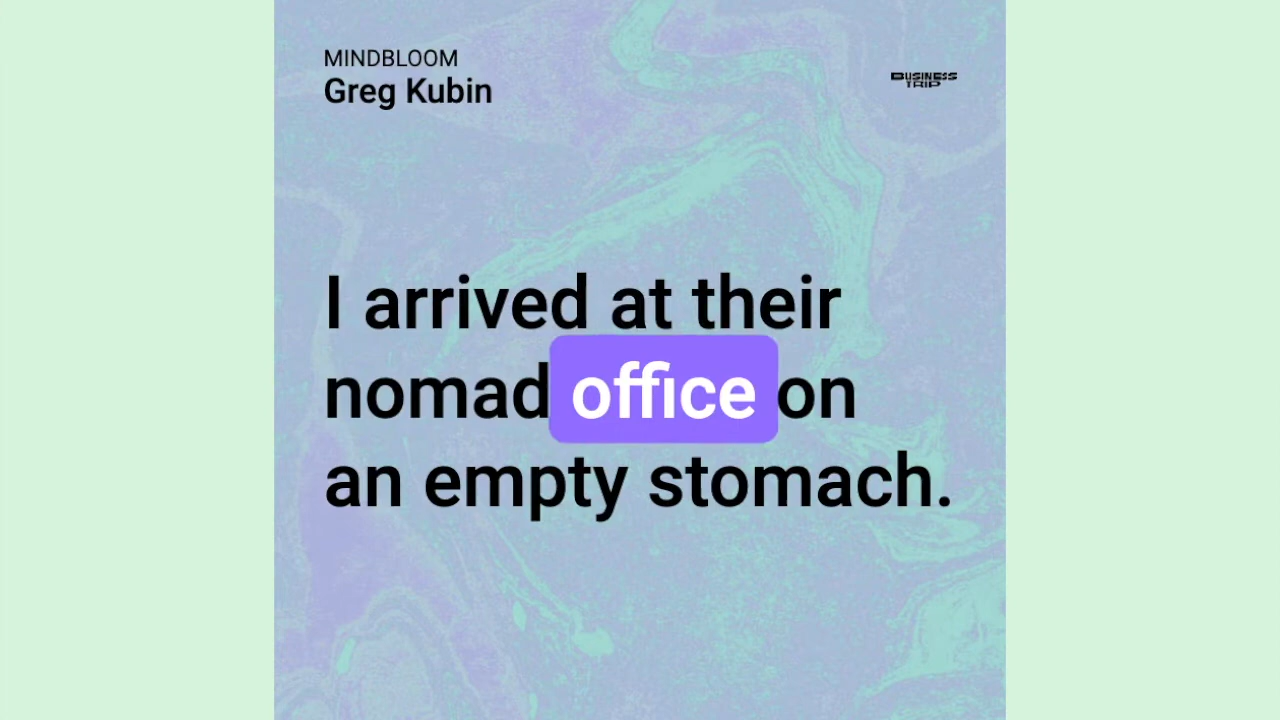 MINDBLOOM
Greg Kubin
BUSINESS
TRIP
I arrived at their
nomad office on
an empty stomach.